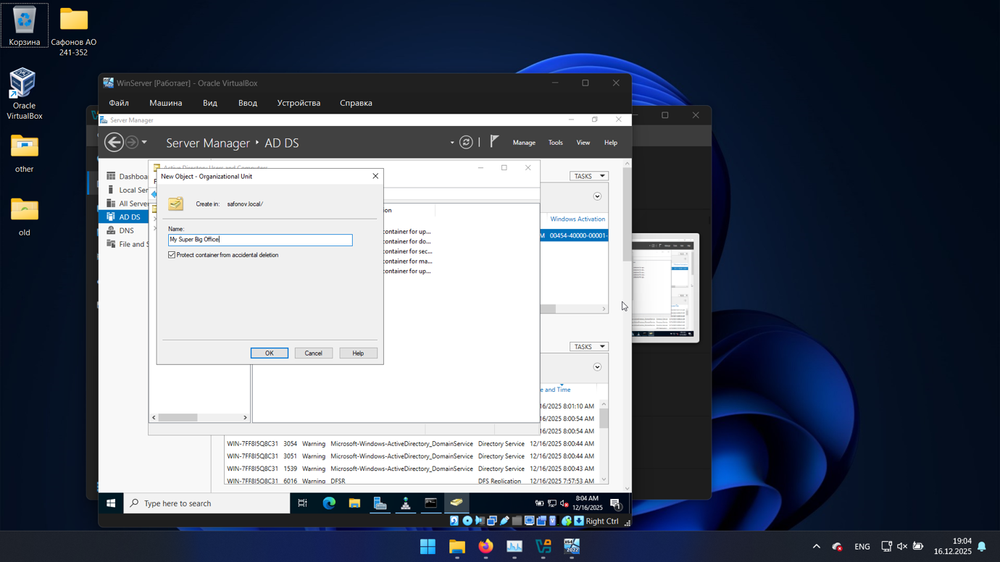 Корзина
Сафонов АО
241-352
Oracle
VirtualBox
other
old
WinServer [Работает] - Oracle VirtualBox
Файл Машина Вид Ввод Устройства Справка
Server Manager
Server Manager AD DS
Manage Tools View Help
Active Directory Users and Computers
Dashboa
Local Ser
All Server
AD DS
DNS
File and S
New Object - Organizational Unit
Create in: safonov.local/
Name:
My Super Big Office
Protect container from accidental deletion
OK Cancel Help
on
container for up...
container for do...
container for sec...
container for ma...
container for up...
TASKS
Windows Activation
M 00454-40000-00001-
TASKS
e and Time
16/2025 8:01:10 AM
16/2025 8:00:54 AM
16/2025 8:00:54 AM
WIN-7FF8I5Q8C31 3054 Warning Microsoft-Windows-ActiveDirectory_DomainService Directory Service 12/16/2025 8:00:44 AM
WIN-7FF8I5Q8C31 3051 Warning Microsoft-Windows-ActiveDirectory_DomainService Directory Service 12/16/2025 8:00:44 AM
WIN-7FF8I5Q8C31 1539 Warning Microsoft-Windows-ActiveDirectory_DomainService Directory Service 12/16/2025 8:00:43 AM
WIN-7FF8I5Q8C31 6016 Warning DFSR DFS Replication 12/16/2025 7:57:53 AM
Type here to search
8:04 AM
12/16/2025
1
Right Ctrl
ENG
19:04
16.12.2025